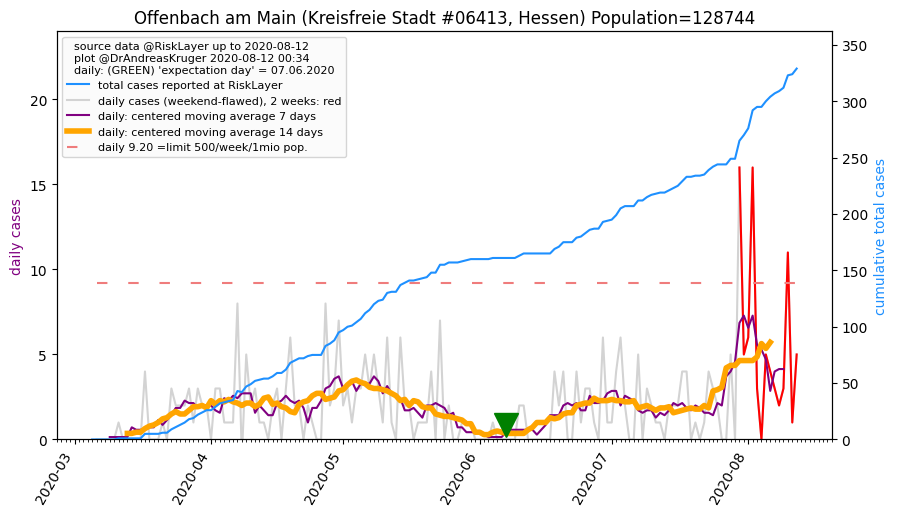 Offenbach am Main (Kreisfreie Stadt #06413, Hessen) Population=128744
source data @RiskLayer up to 2020-08-12
plot @DrAndreasKruger 2020-08-12 00:34
daily: (GREEN) 'expectation day' = 07.06.2020
total cases reported at RiskLayer
daily cases (weekend-flawed), 2 weeks: red
daily: centered moving average 7 days
daily: centered moving average 14 days
daily 9.20 =limit 500/week/1mio pop.
daily cases
20
15
10
5
0
cumulative total cases
350
300
250
200
150
100
50
0
2020-03
2020-04
2020-05
2020-06
2020-07
2020-08